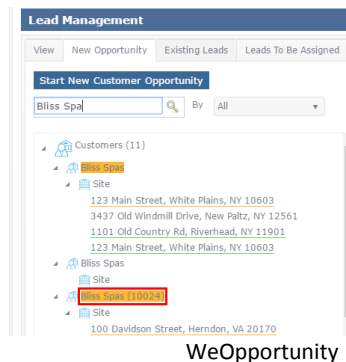 Lead Management
View New Opportunity Existing Leads Leads To Be Assigned
Start New Customer Opportunity
Bliss Spa By All
Customers (11)
Bliss Spas
Site
123 Main Street, White Plains, NY 10603
3437 Old Windmill Drive, New Paltz, NY 12561
1101 Old Country Rd, Riverhead, NY 11901
123 Main Street, White Plains, NY 10603
Bliss Spas
Site
Bliss Spas (10024)
Site
100 Davidson Street, Herndon, VA 20170
WeOpportunity